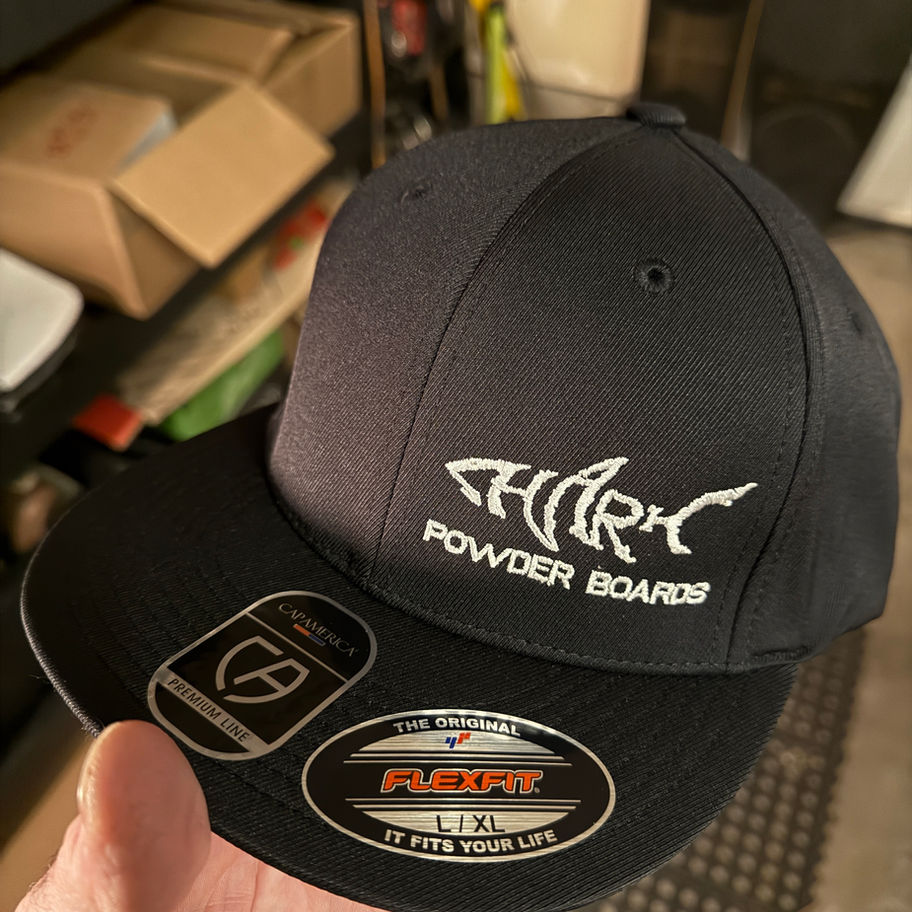 SHARK
POWDER BOARDS
CAPAMERICA
CA
PREMIUM LINE
THE ORIGINAL
FLEXFIT®
L / XL
IT FITS YOUR LIFE